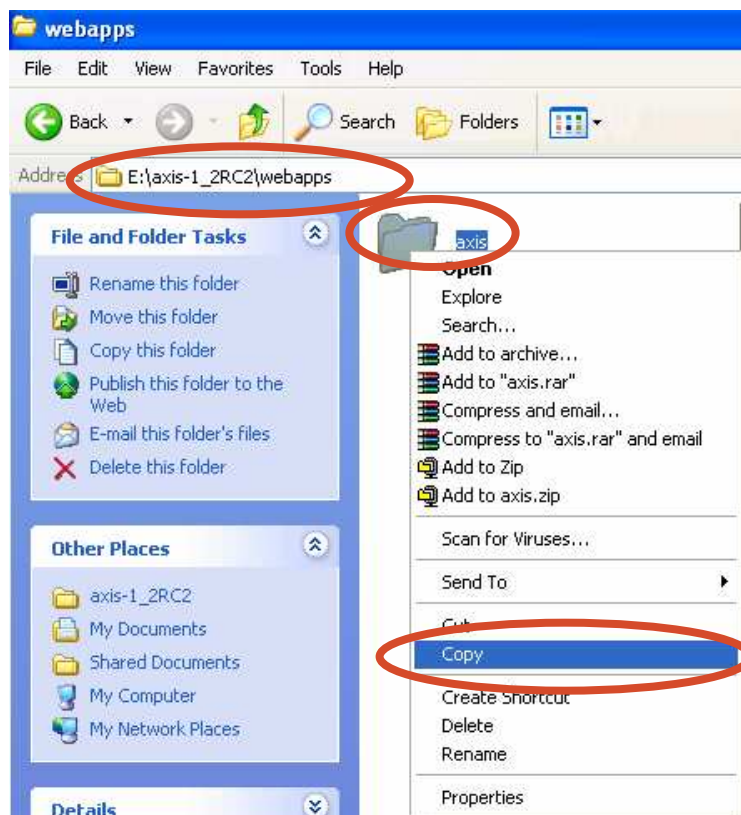 webapps
File Edit View Favorites Tools Help
Back Search Folders
Address E:\axis-1_2RC2\webapps
File and Folder Tasks
Rename this folder
Move this folder
Copy this folder
Publish this folder to the
Web
E-mail this folder's files
Delete this folder
Other Places
axis-1_2RC2
My Documents
Shared Documents
My Computer
My Network Places
Details
axis
Open
Explore
Search...
Add to archive...
Add to "axis.rar"
Compress and email...
Compress to "axis.rar" and email
Add to Zip
Add to axis.zip
Scan for Viruses...
Send To
Cut
Copy
Create Shortcut
Delete
Rename
Properties